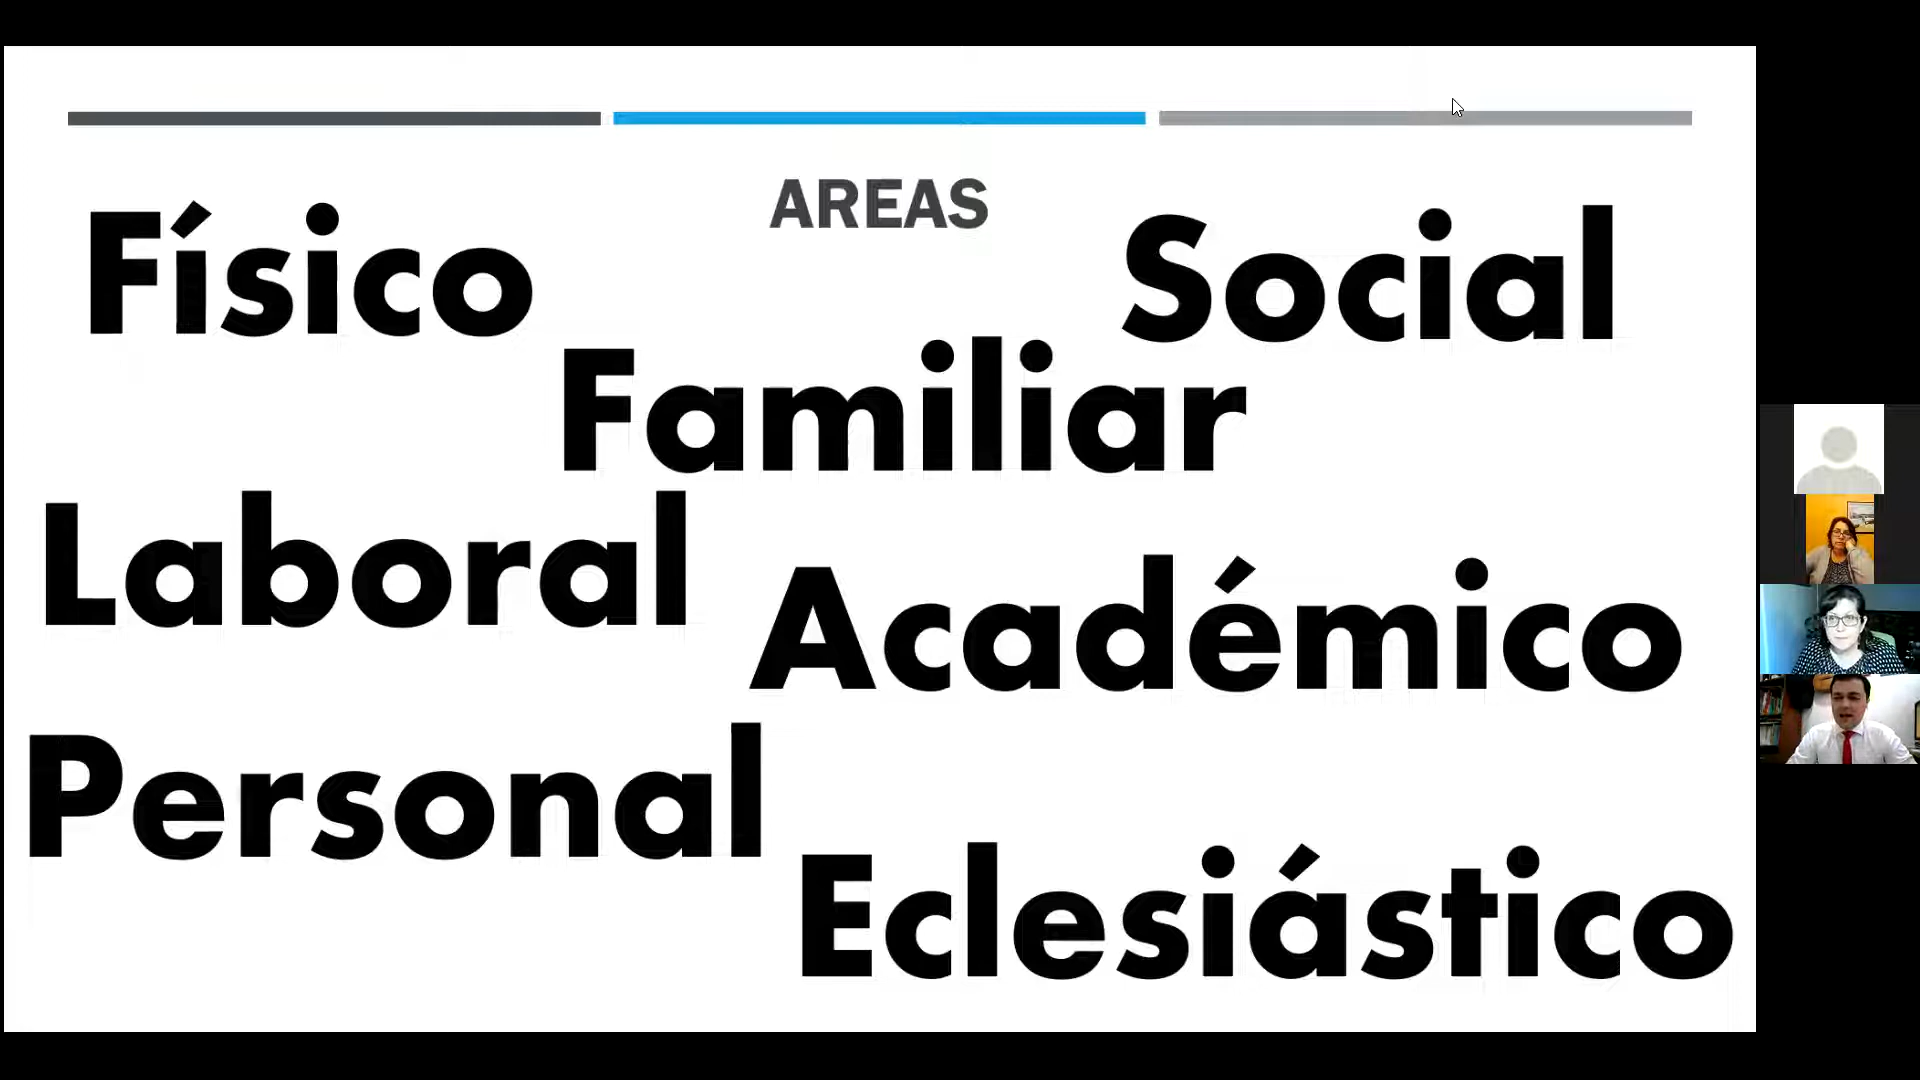 AREAS
Físico
Social
Familiar
Laboral
Académico
Personal
Eclesiástico